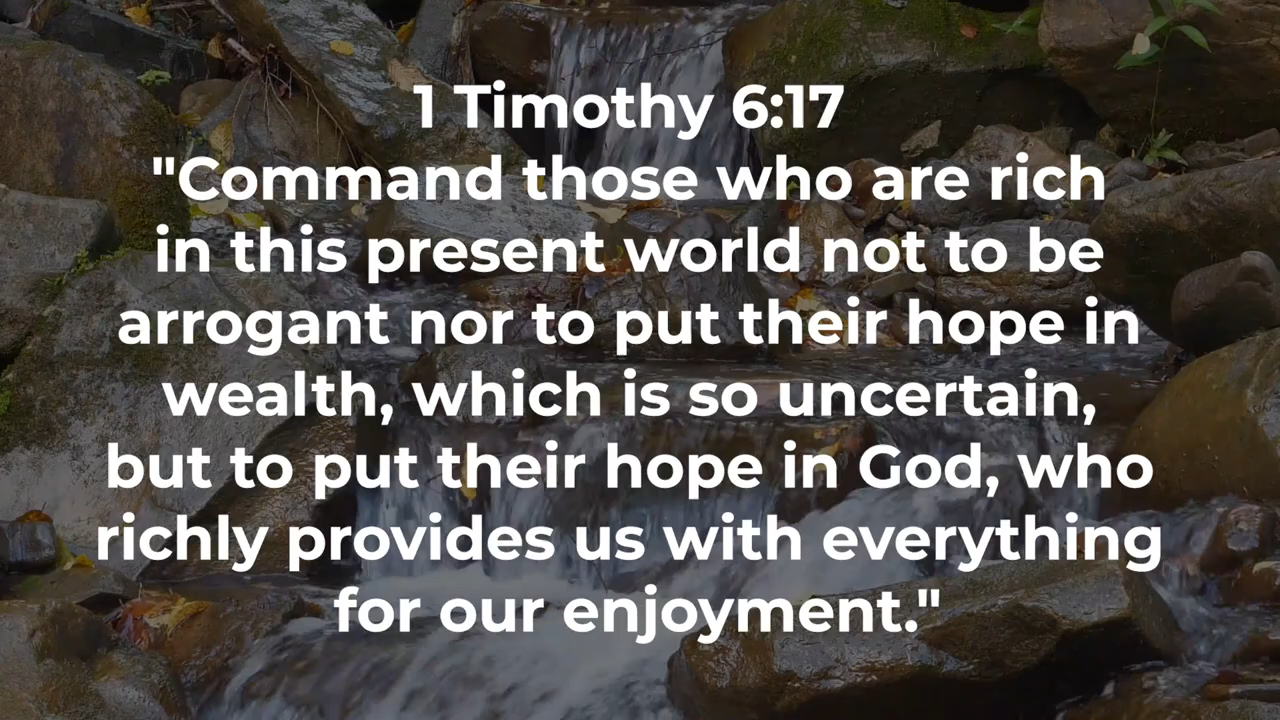 1 Timothy 6:17
"Command those who are rich
in this present world not to be
arrogant nor to put their hope in
wealth, which is so uncertain,
but to put their hope in God, who
richly provides us with everything
for our enjoyment."